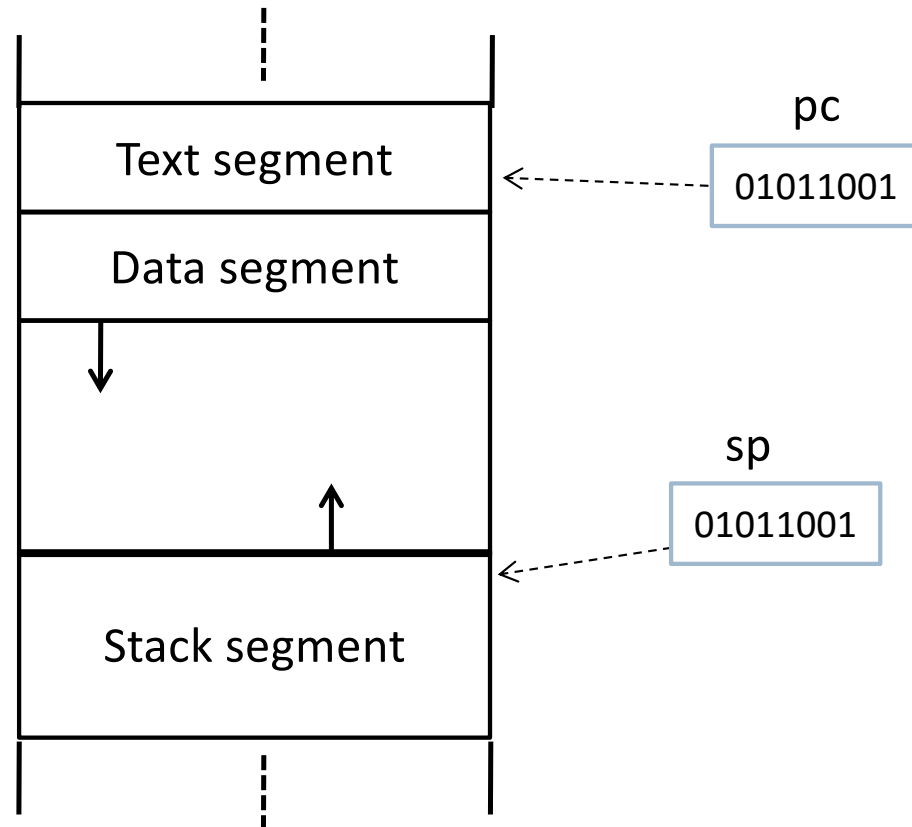 pc
Text segment
01011001
Data segment
sp
01011001
Stack segment